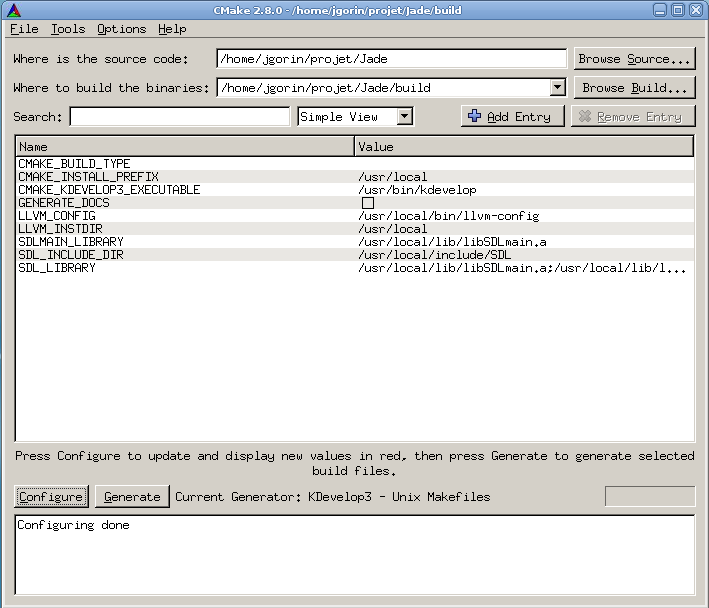 CMake 2.8.0 - /home/jgorin/projet/Jade/build
File Tools Options Help
Where is the source code: /home/jgorin/projet/Jade Browse Source...
Where to build the binaries: /home/jgorin/projet/Jade/build Browse Build...
Search: Simple View Add Entry Remove Entry
Name Value
CMAKE_BUILD_TYPE
CMAKE_INSTALL_PREFIX /usr/local
CMAKE_KDEVELOP3_EXECUTABLE /usr/bin/kdevelop
GENERATE_DOCS
LLVM_CONFIG /usr/local/bin/llvm-config
LLVM_INSTDIR /usr/local
SDLMAIN_LIBRARY /usr/local/lib/libSDLmain.a
SDL_INCLUDE_DIR /usr/local/include/SDL
SDL_LIBRARY /usr/local/lib/libSDLmain.a;/usr/local/lib/l...
Press Configure to update and display new values in red, then press Generate to generate selected
build files.
Configure Generate Current Generator: KDevelop3 - Unix Makefiles
Configuring done